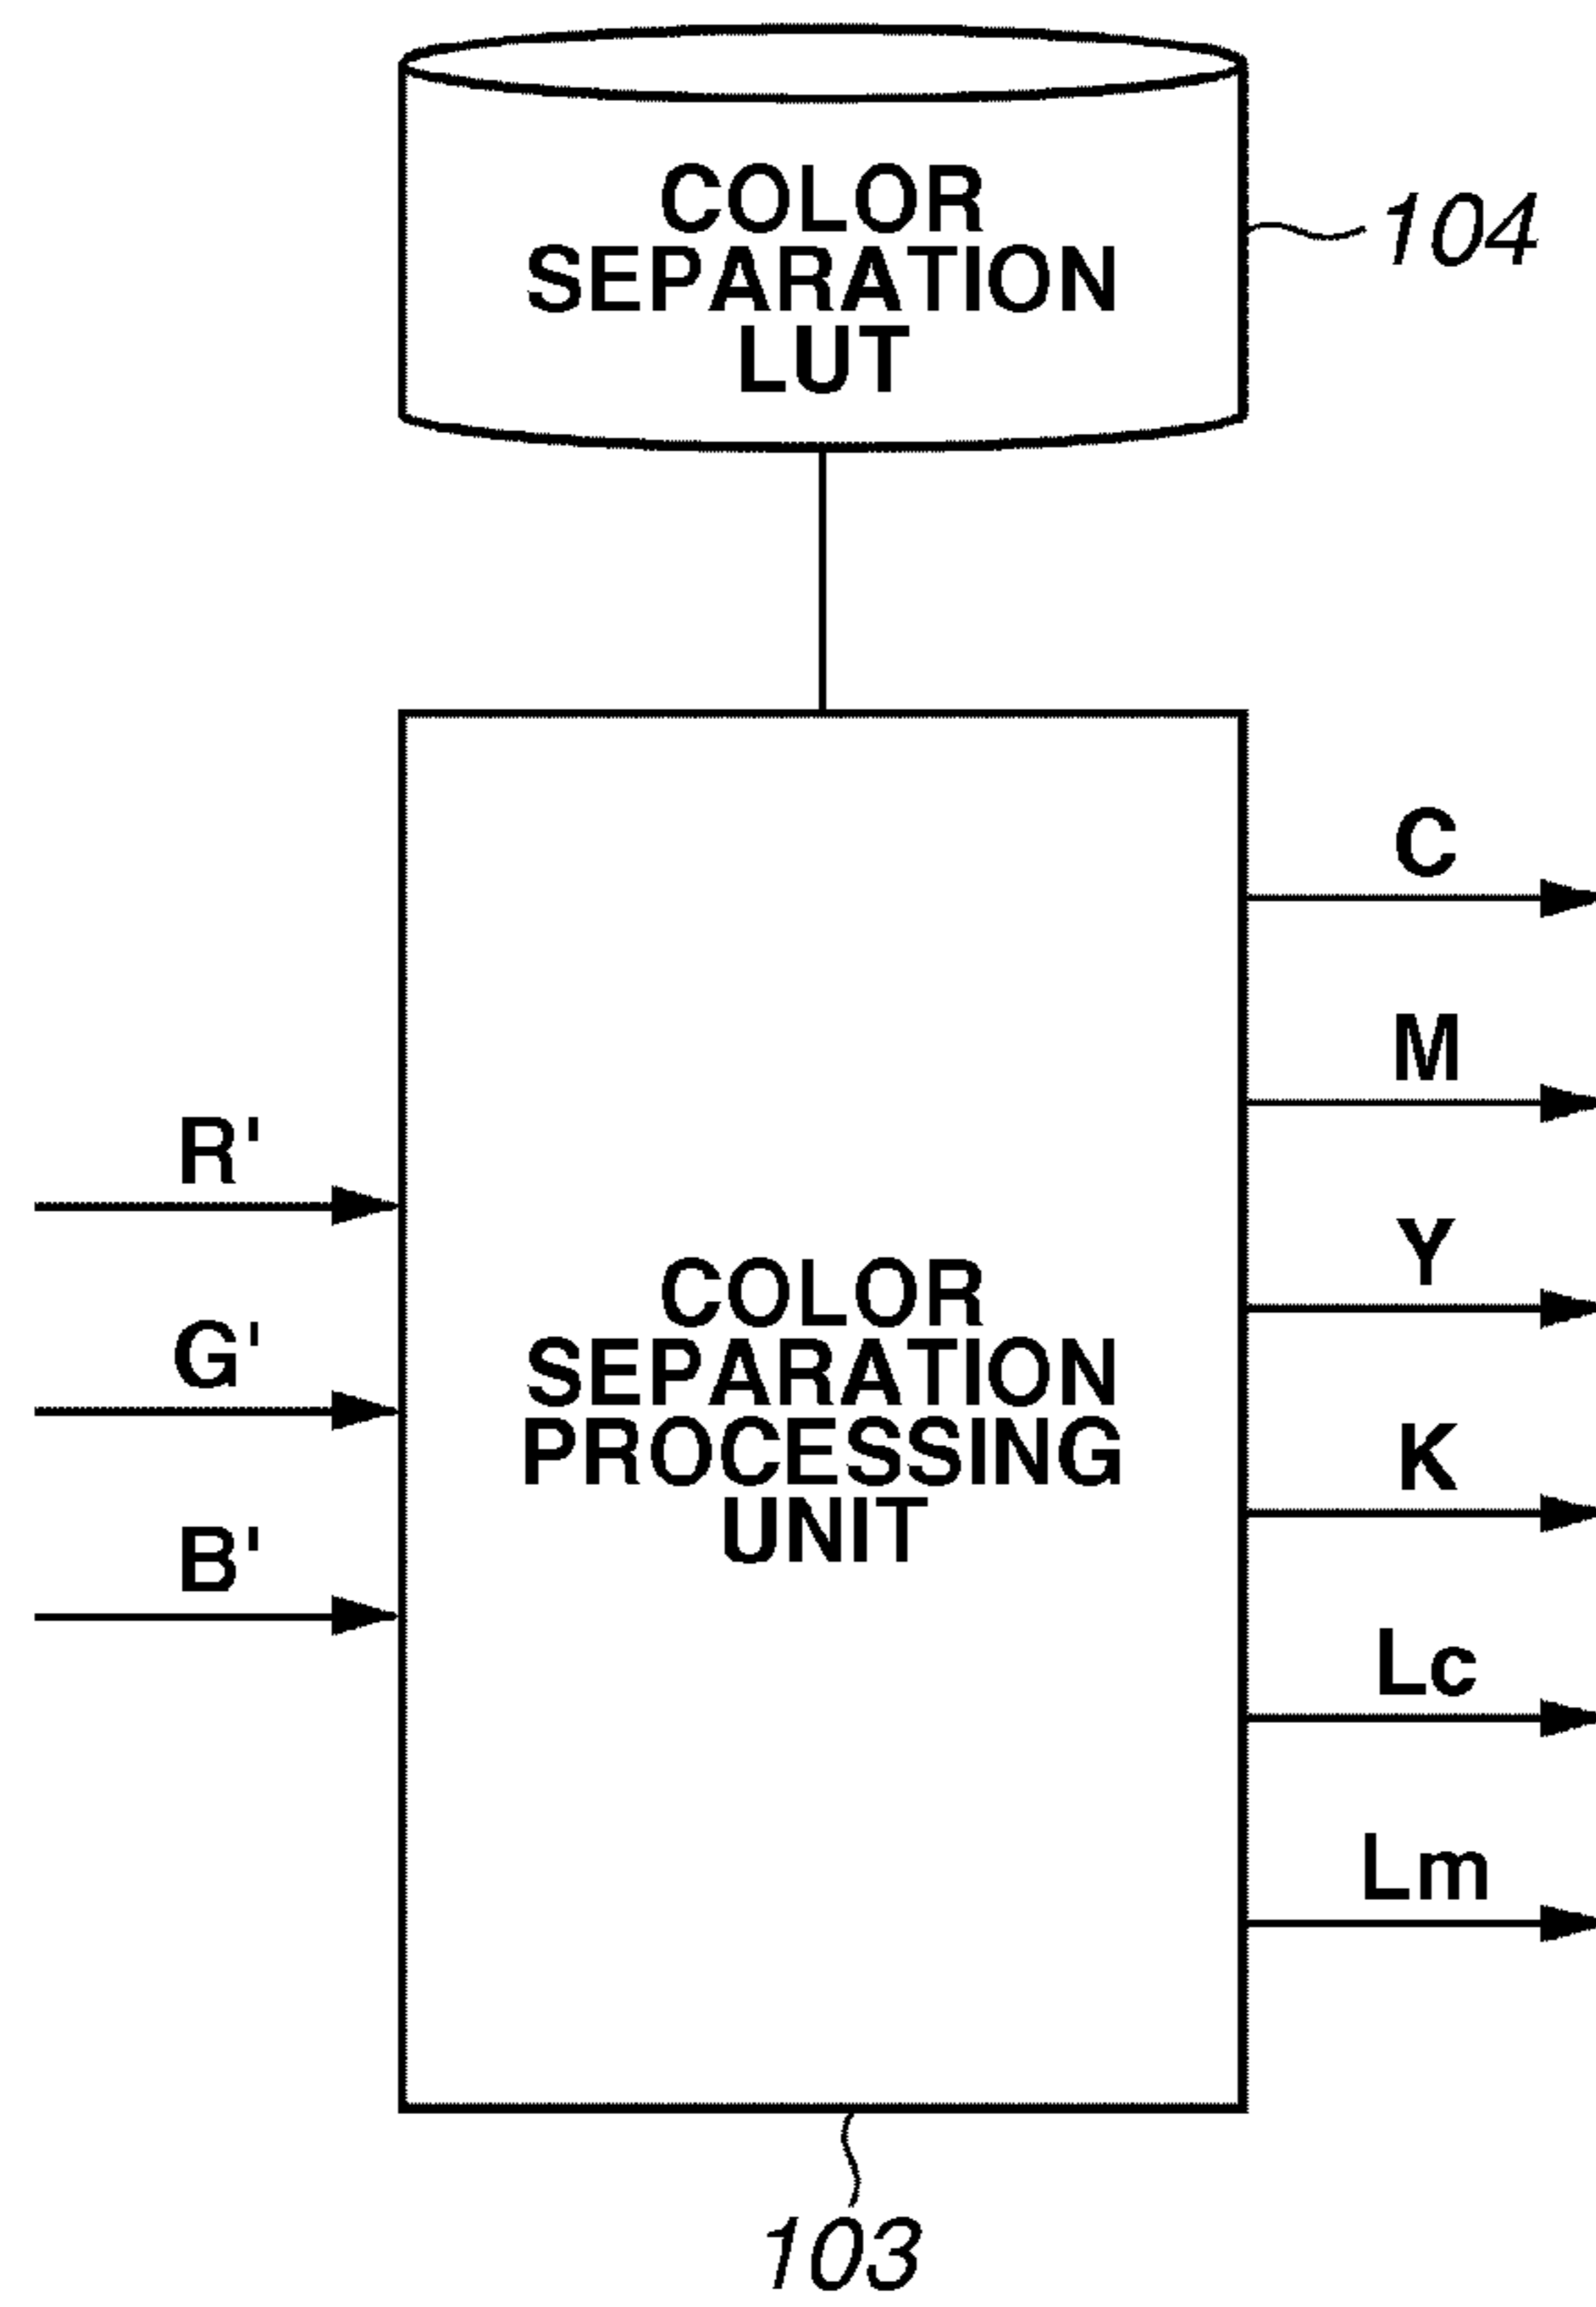 COLOR
SEPARATION
LUT
104
R'
G'
B'
COLOR
SEPARATION
PROCESSING
UNIT
C
M
Y
K
Lc
Lm
103